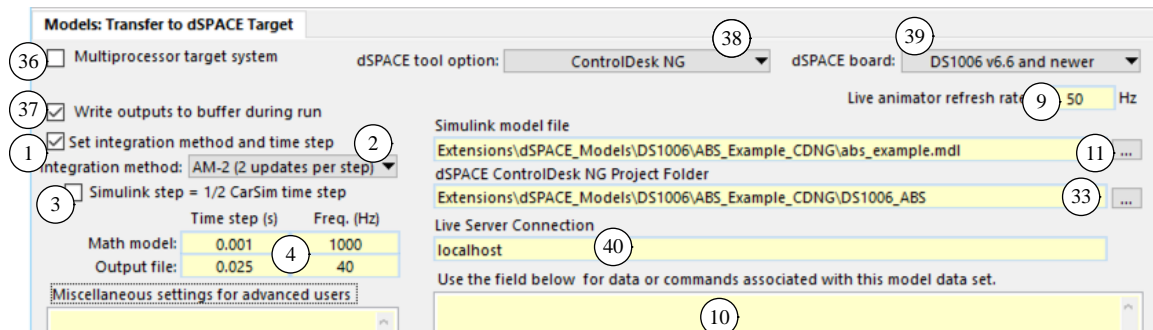 Models: Transfer to dSPACE Target
36 Multiprocessor target system
dSPACE tool option: ControlDesk NG 38
dSPACE board: DS1006 v6.6 and newer 39
37 Write outputs to buffer during run
Live animator refresh rate 9 50 Hz
1 Set integration method and time step
Integration method: AM-2 (2 updates per step) 2
3 Simulink step = 1/2 CarSim time step
Time step (s) Freq. (Hz)
Math model: 0.001 1000
4
Output file: 0.025 40
Miscellaneous settings for advanced users
Simulink model file
Extensions\dSPACE_Models\DS1006\ABS_Example_CDNG\abs_example.mdl 11 ...
dSPACE ControlDesk NG Project Folder
Extensions\dSPACE_Models\DS1006\ABS_Example_CDNG\DS1006_ABS 33 ...
Live Server Connection
localhost 40
Use the field below for data or commands associated with this model data set.
10